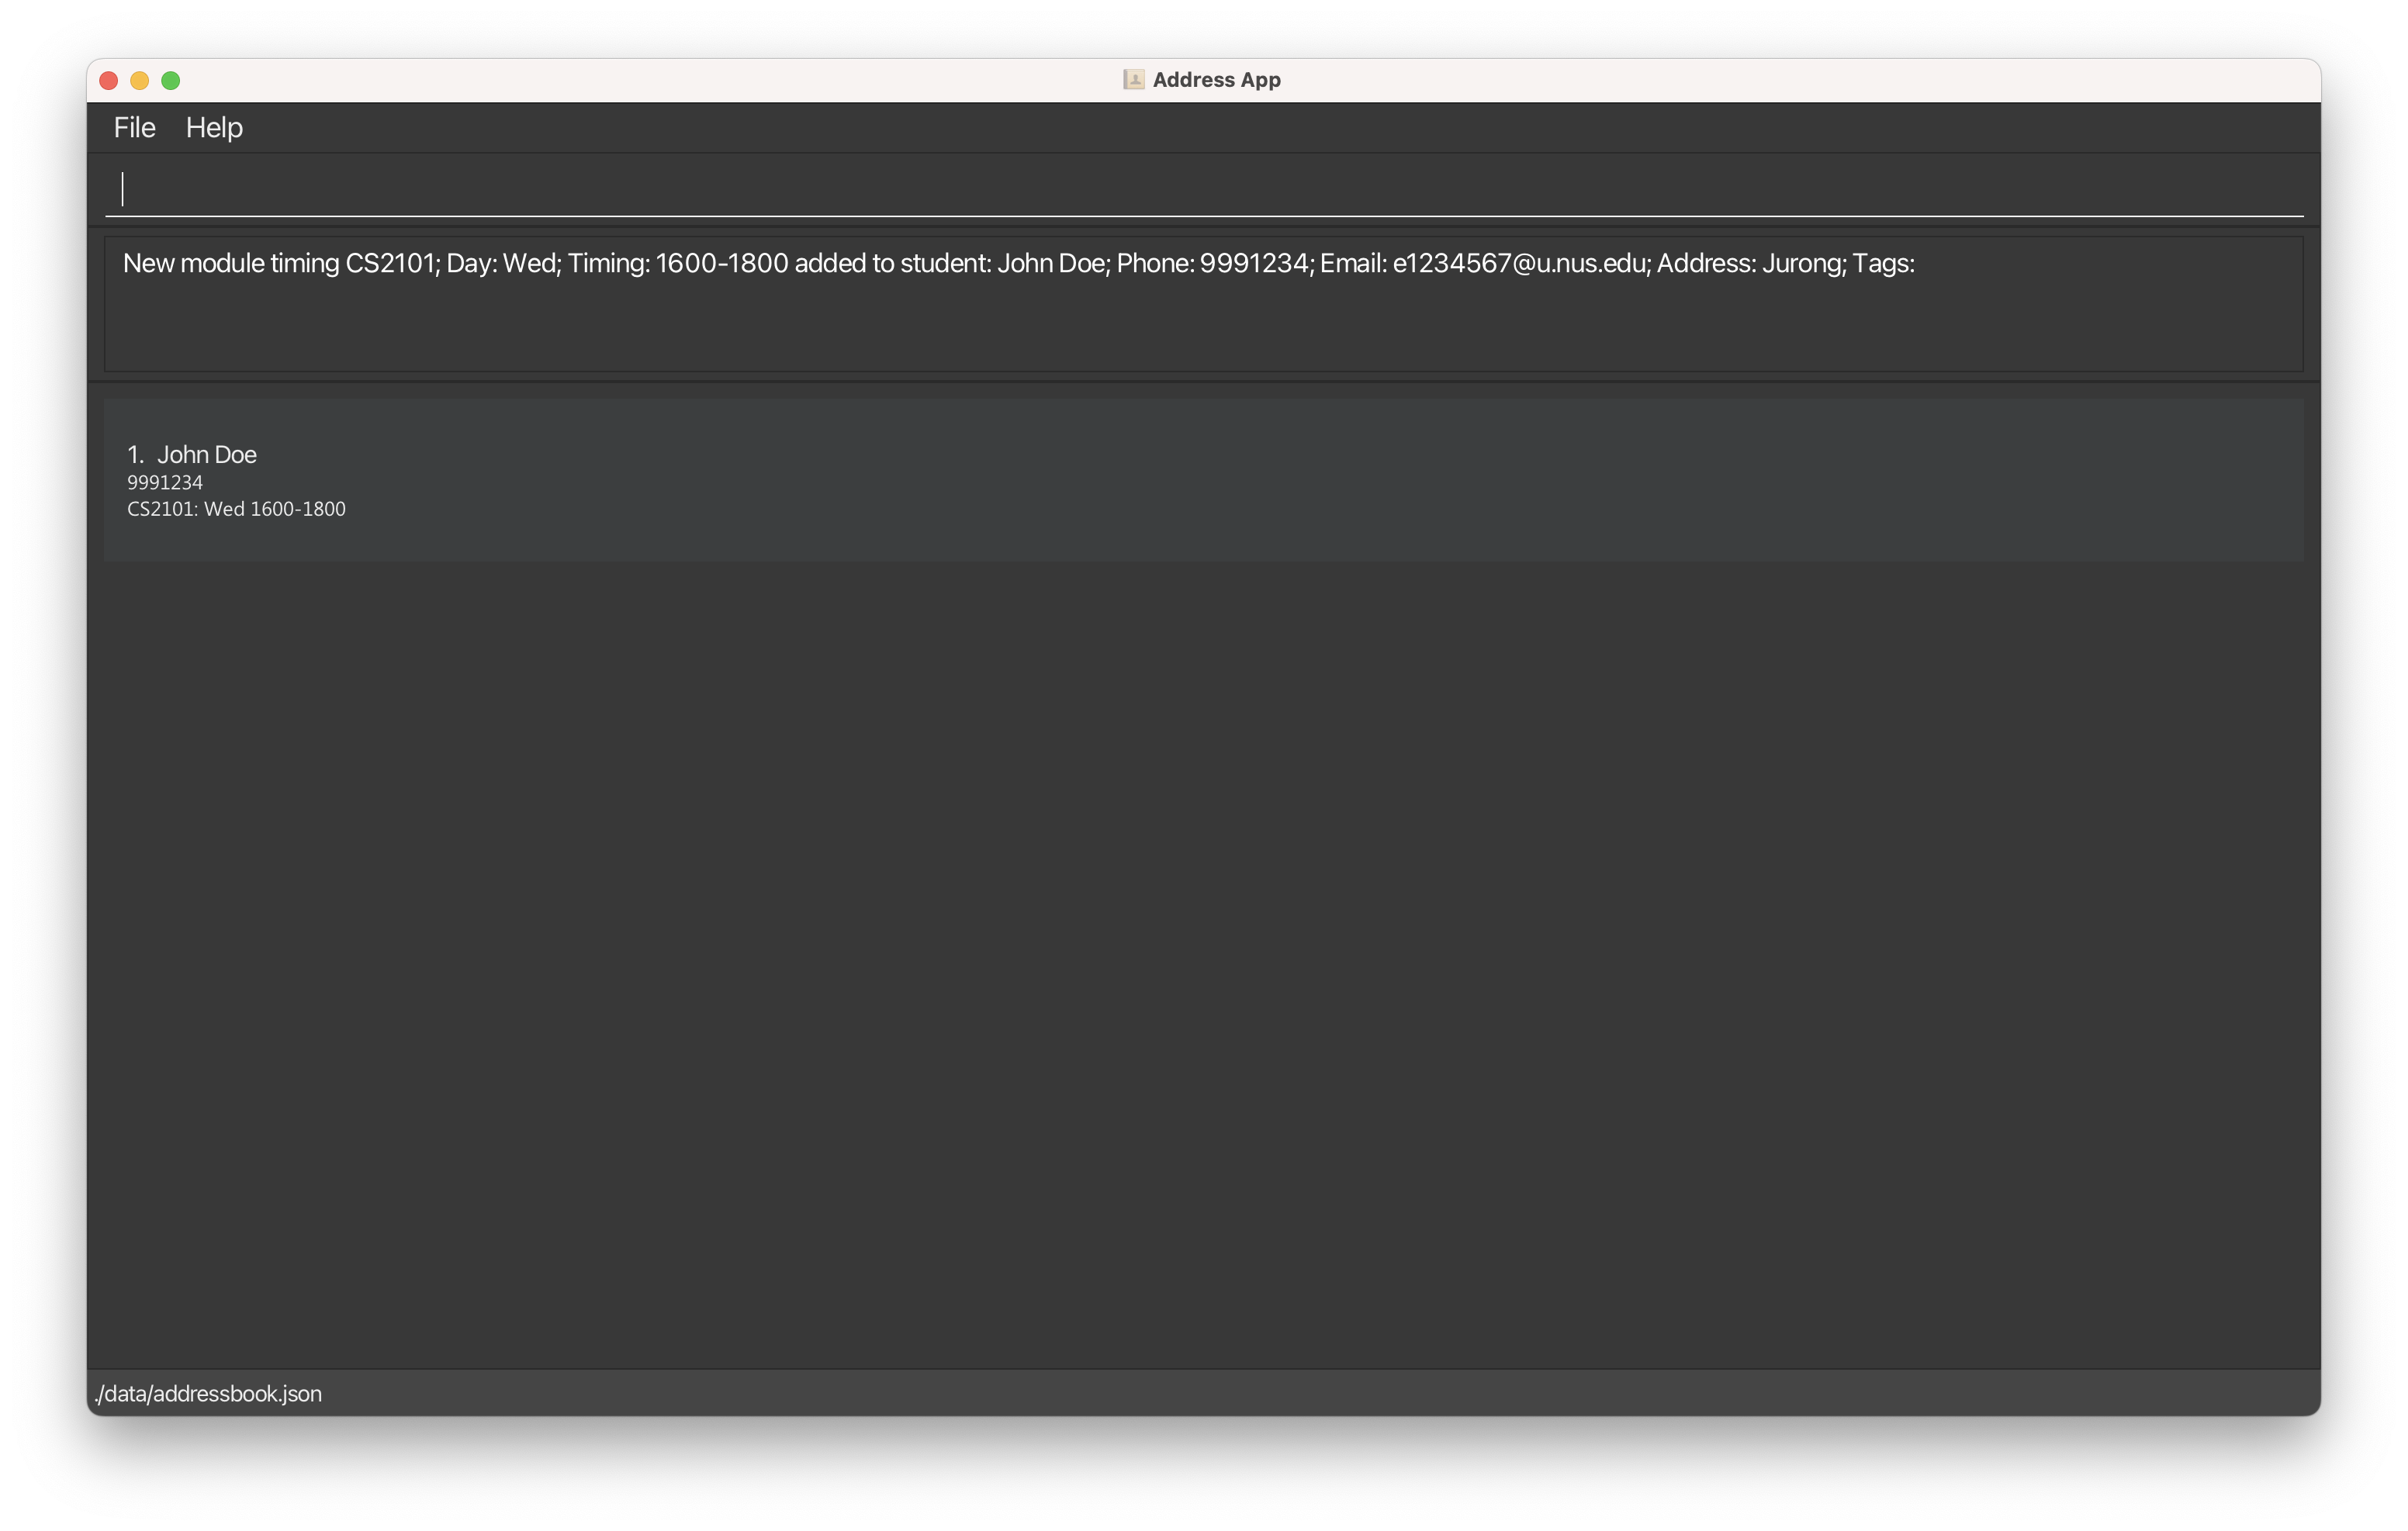 Address App
File Help
New module timing CS2101; Day: Wed; Timing: 1600-1800 added to student: John Doe; Phone: 9991234; Email: e1234567@u.nus.edu; Address: Jurong; Tags:
1. John Doe
9991234
CS2101: Wed 1600-1800
./data/addressbook.json